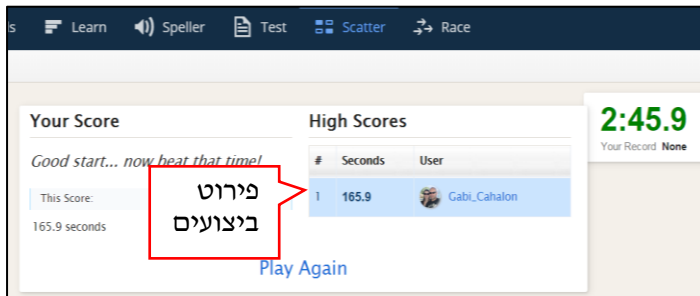 Learn Speller Test Scatter Race
Your Score
Good start... now beat that time!
This Score:
165.9 seconds
High Scores
# Seconds User
1 165.9 Gabi_Cahalon
2:45.9
Your Record None
פירוט
ביצועים
Play Again